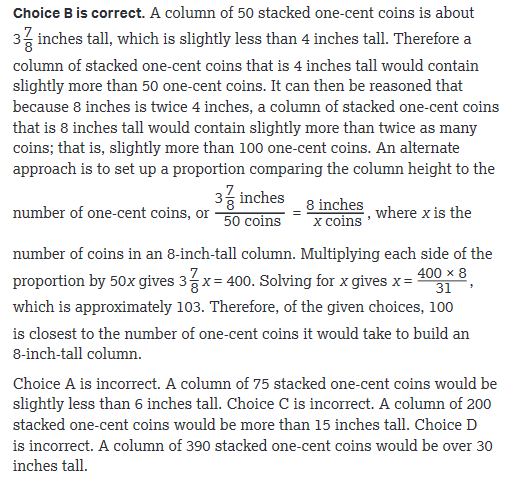 Choice B is correct. A column of 50 stacked one-cent coins is about
3 7/8 inches tall, which is slightly less than 4 inches tall. Therefore a
column of stacked one-cent coins that is 4 inches tall would contain
slightly more than 50 one-cent coins. It can then be reasoned that
because 8 inches is twice 4 inches, a column of stacked one-cent coins
that is 8 inches tall would contain slightly more than twice as many
coins; that is, slightly more than 100 one-cent coins. An alternate
approach is to set up a proportion comparing the column height to the
number of one-cent coins, or (3 7/8 inches)/(50 coins) = (8 inches)/(x coins), where x is the
number of coins in an 8-inch-tall column. Multiplying each side of the
proportion by 50x gives 3 7/8 x = 400. Solving for x gives x = (400 × 8)/31,
which is approximately 103. Therefore, of the given choices, 100
is closest to the number of one-cent coins it would take to build an
8-inch-tall column.
Choice A is incorrect. A column of 75 stacked one-cent coins would be
slightly less than 6 inches tall. Choice C is incorrect. A column of 200
stacked one-cent coins would be more than 15 inches tall. Choice D
is incorrect. A column of 390 stacked one-cent coins would be over 30
inches tall.